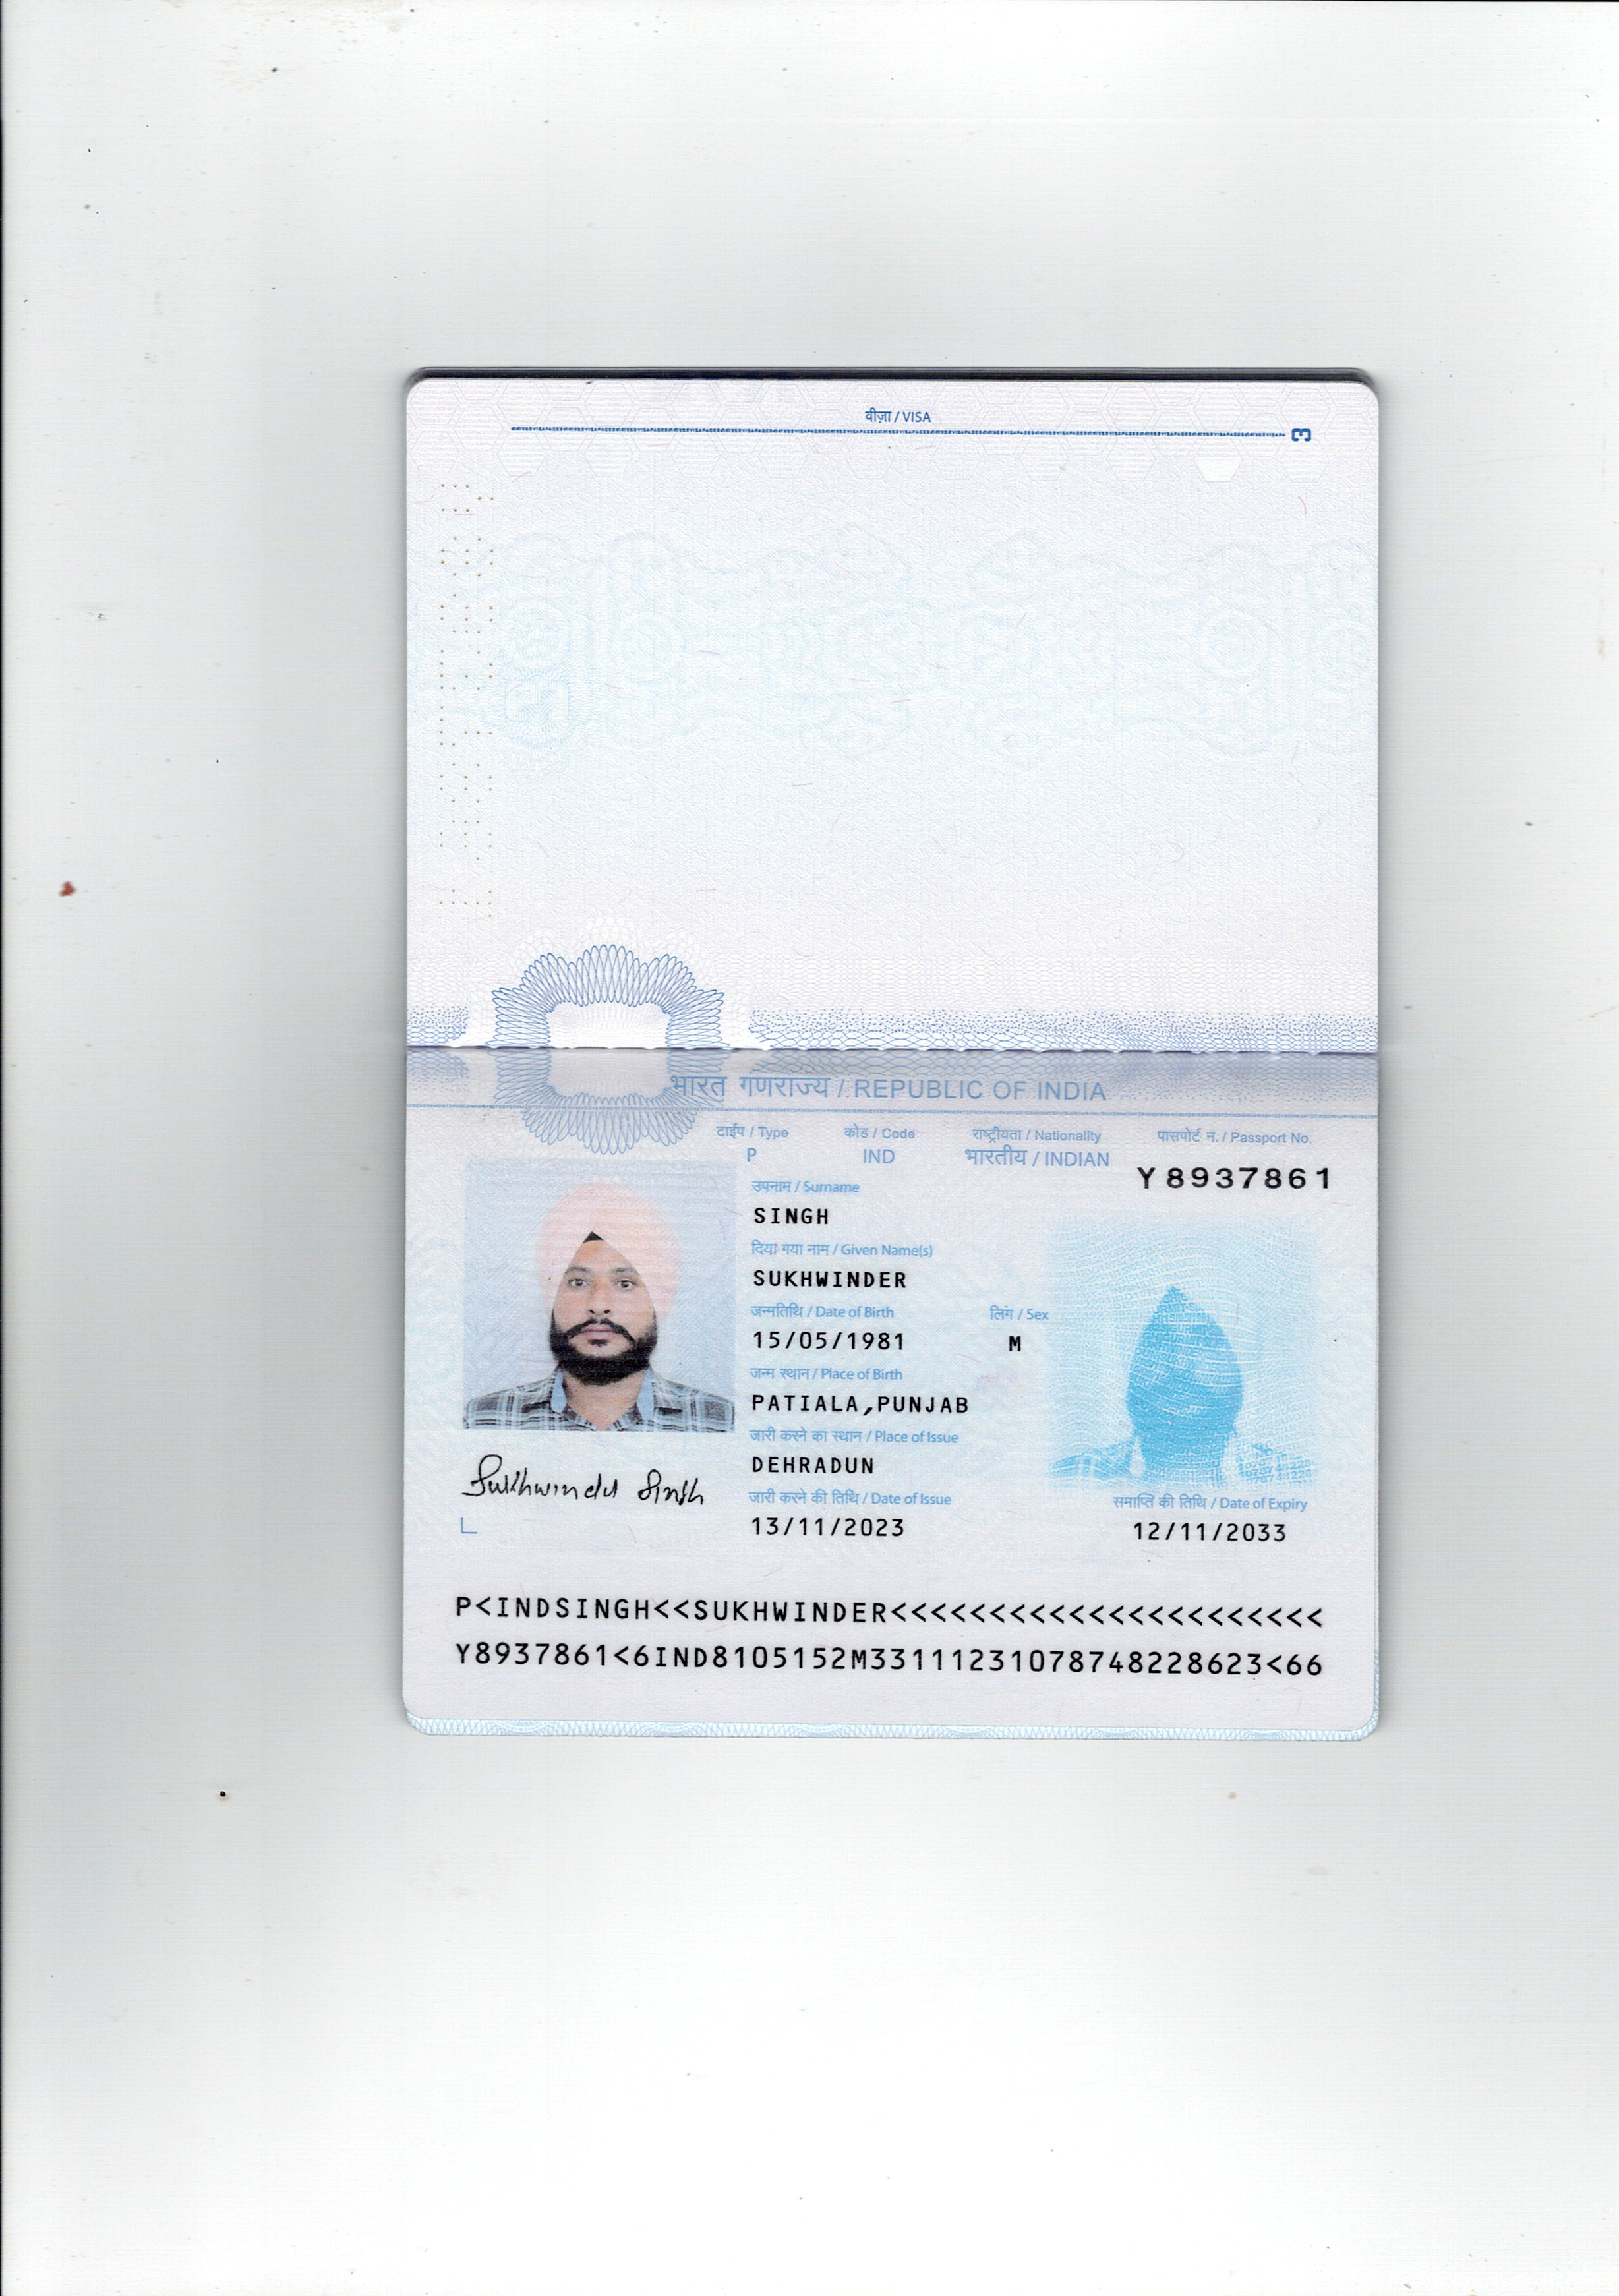 वीज़ा / VISA
3
भारत गणराज्य / REPUBLIC OF INDIA
टाईप / Type कोड / Code राष्ट्रीयता / Nationality पासपोर्ट न. / Passport No.
P IND भारतीय / INDIAN Y8937861
उपनाम / Surname
SINGH
दिया गया नाम / Given Name(s)
SUKHWINDER
जन्मतिथि / Date of Birth लिंग / Sex
15/05/1981 M
जन्म स्थान / Place of Birth
PATIALA,PUNJAB
जारी करने का स्थान / Place of Issue
DEHRADUN
Sukhwinder Singh
जारी करने की तिथि / Date of Issue समाप्ति की तिथि / Date of Expiry
13/11/2023 12/11/2033
P<INDSINGH<<SUKHWINDER<<<<<<<<<<<<<<<<<<<<<<
Y8937861<6IND8105152M33111231078748228623<66